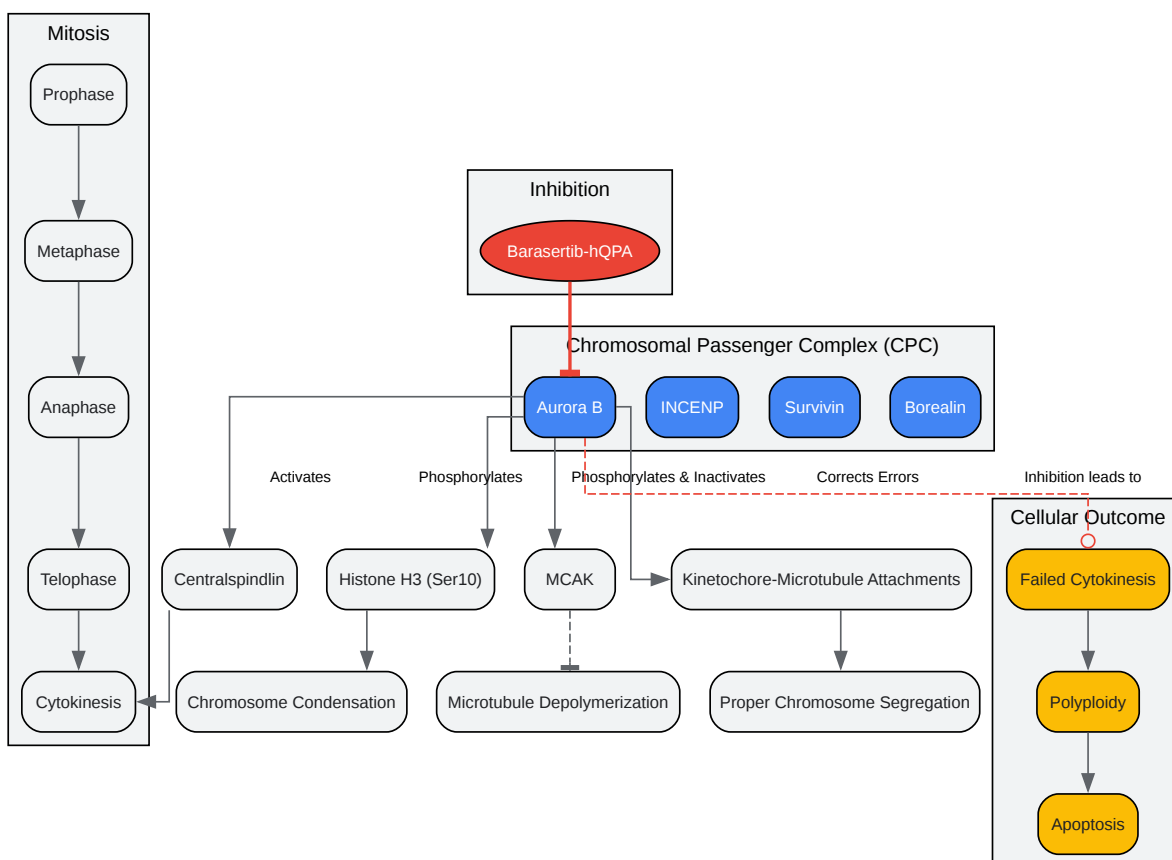 Mitosis
Prophase
Metaphase
Anaphase
Telophase
Cytokinesis
Inhibition
Barasertib-hQPA
Chromosomal Passenger Complex (CPC)
Aurora B
INCENP
Survivin
Borealin
Activates
Phosphorylates
Phosphorylates & Inactivates
Corrects Errors
Inhibition leads to
Centralspindlin
Histone H3 (Ser10)
MCAK
Kinetochore-Microtubule Attachments
Chromosome Condensation
Microtubule Depolymerization
Proper Chromosome Segregation
Cellular Outcome
Failed Cytokinesis
Polyploidy
Apoptosis